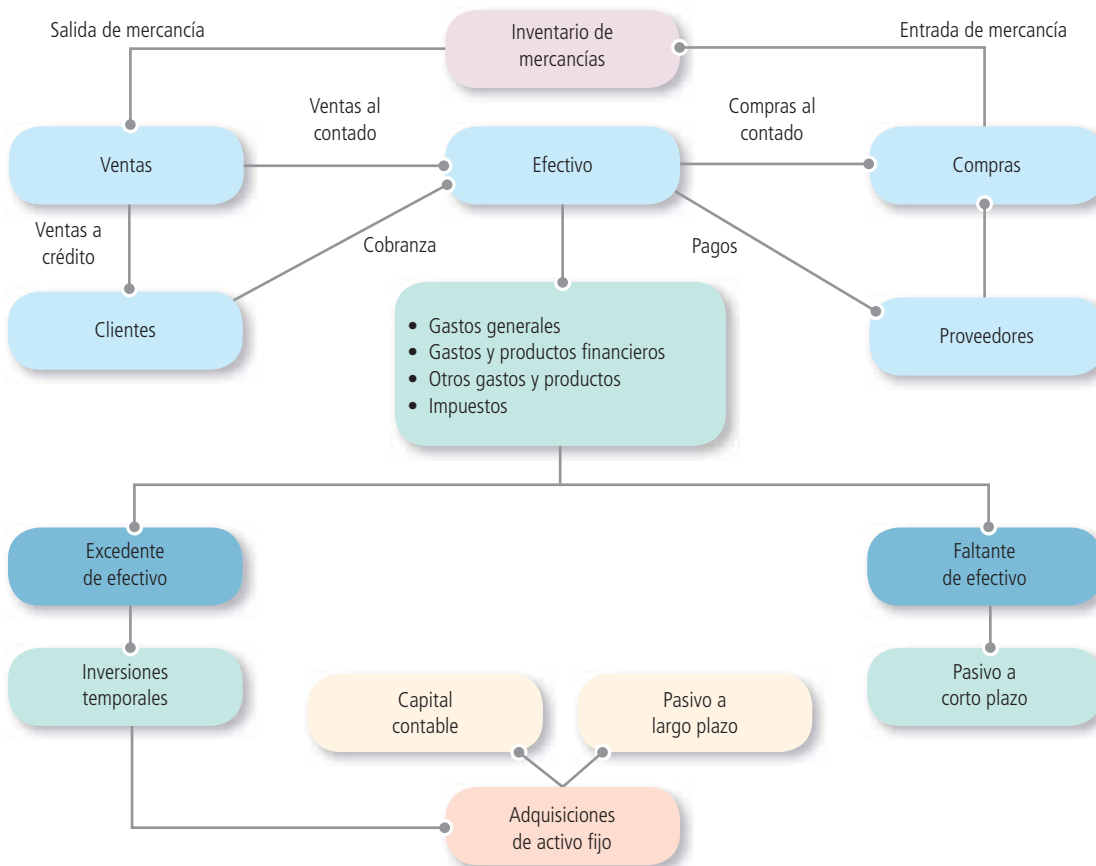 Salida de mercancía
Inventario de
mercancías
Entrada de mercancía
Ventas al
contado
Compras al
contado
Ventas
Efectivo
Compras
Ventas a
crédito
Cobranza
Pagos
Clientes
• Gastos generales
• Gastos y productos financieros
• Otros gastos y productos
• Impuestos
Proveedores
Excedente
de efectivo
Faltante
de efectivo
Inversiones
temporales
Capital
contable
Pasivo a
largo plazo
Pasivo a
corto plazo
Adquisiciones
de activo fijo